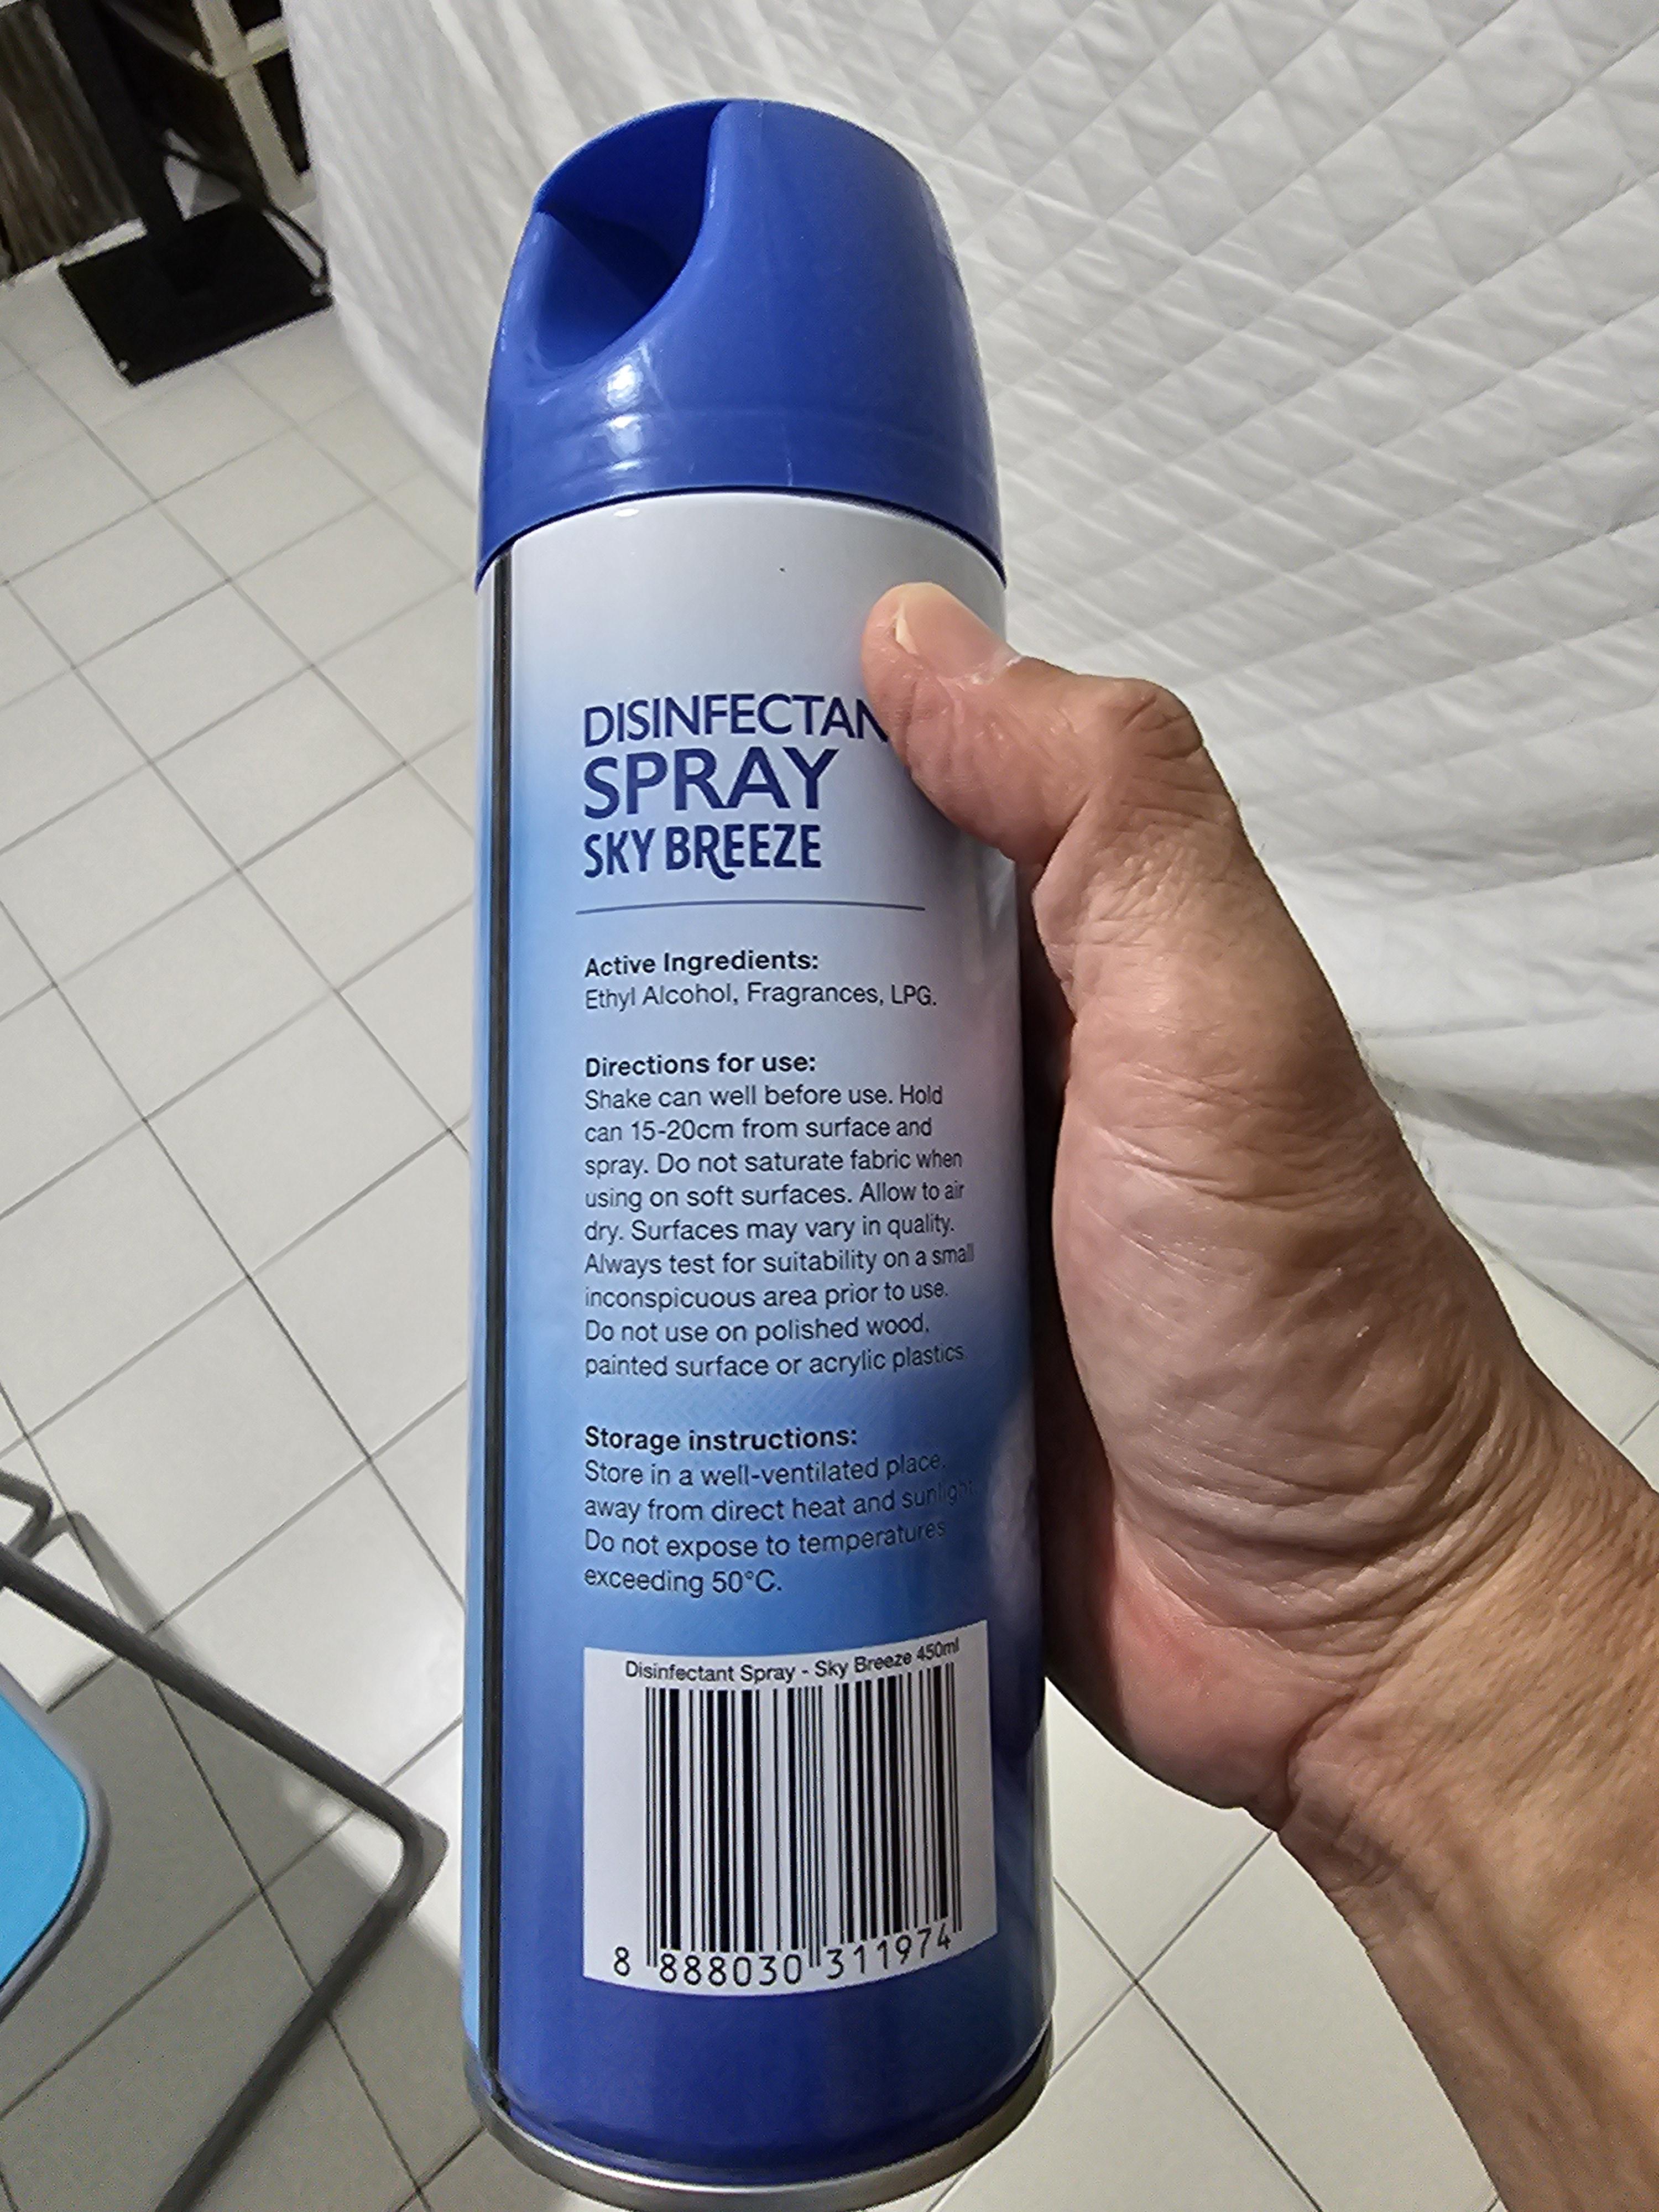 DISINFECTAN
SPRAY
SKY BREEZE
Active Ingredients:
Ethyl Alcohol, Fragrances, LPG.
Directions for use:
Shake can well before use. Hold
can 15-20cm from surface and
spray. Do not saturate fabric when
using on soft surfaces. Allow to air
dry. Surfaces may vary in quality.
Always test for suitability on a small
inconspicuous area prior to use.
Do not use on polished wood,
painted surface or acrylic plastics.
Storage instructions:
Store in a well-ventilated place,
away from direct heat and sunlight.
Do not expose to temperatures
exceeding 50°C.
Disinfectant Spray - Sky Breeze 450ml
8 888030 311974